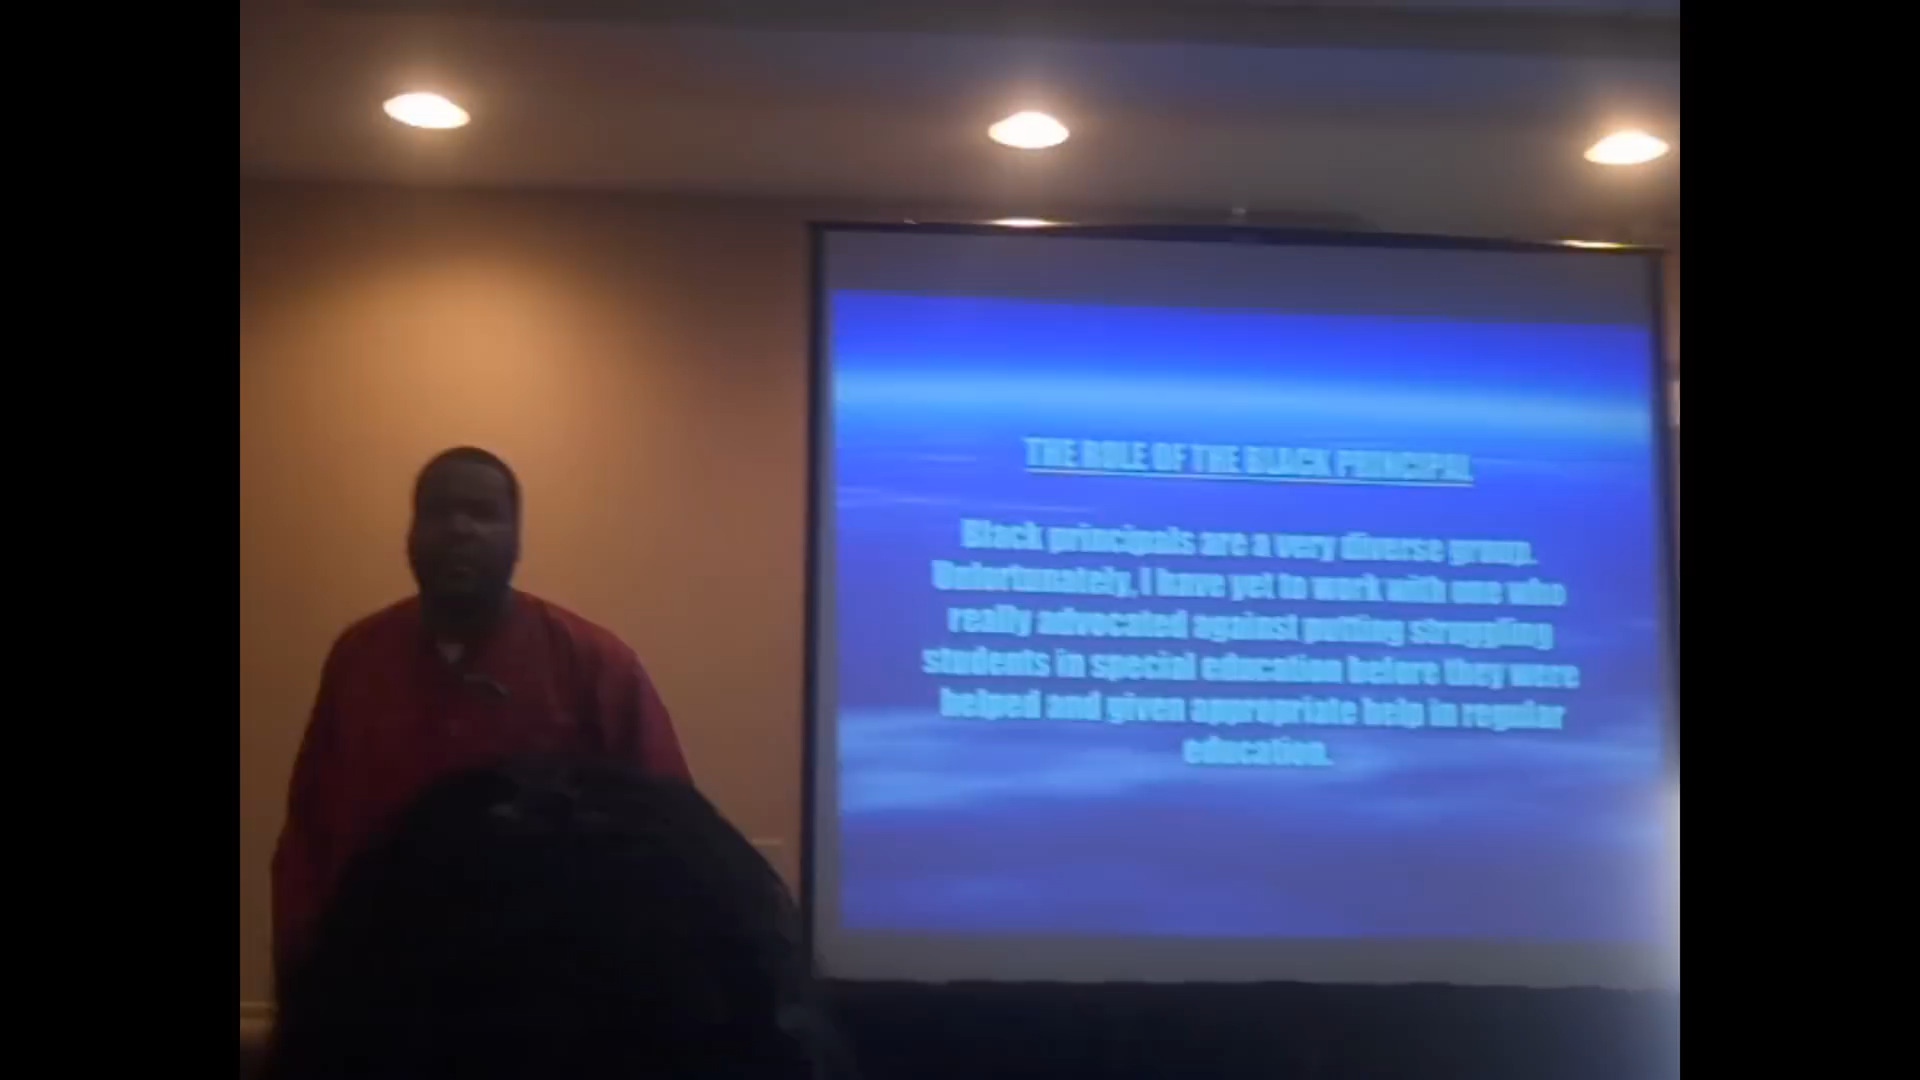 THE ROLE OF THE BLACK PRINCIPAL
Black principals are a very diverse group.
Unfortunately, I have yet to work with one who
really advocated against putting struggling
students in special education before they were
helped and given appropriate help in regular
education.